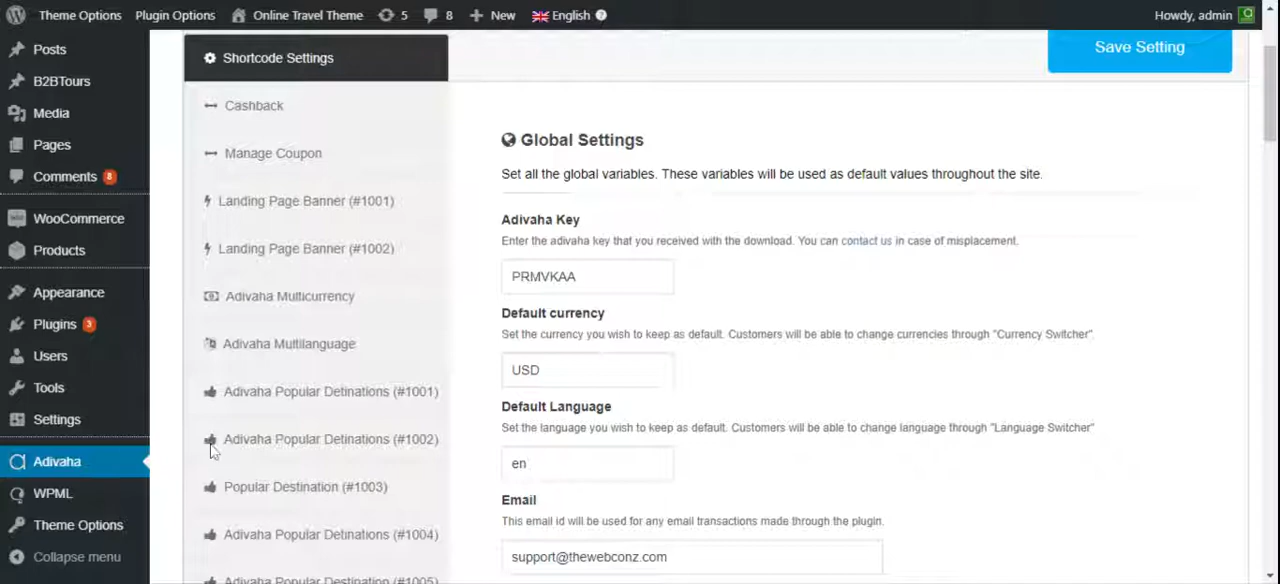 Theme Options Plugin Options Online Travel Theme 5 8 New English Howdy, admin
Posts
B2BTours
Media
Pages
Comments 8
WooCommerce
Products
Appearance
Plugins 3
Users
Tools
Settings
Adivaha
WPML
Theme Options
Collapse menu
Shortcode Settings
Cashback
Manage Coupon
Landing Page Banner (#1001)
Landing Page Banner (#1002)
Adivaha Multicurrency
Adivaha Multilanguage
Adivaha Popular Detinations (#1001)
Adivaha Popular Detinations (#1002)
Popular Destination (#1003)
Adivaha Popular Detinations (#1004)
Adivaha Popular Destination (#1005)
Save Setting
Global Settings
Set all the global variables. These variables will be used as default values throughout the site.
Adivaha Key
Enter the adivaha key that you received with the download. You can contact us in case of misplacement.
PRMVKAA
Default currency
Set the currency you wish to keep as default. Customers will be able to change currencies through "Currency Switcher".
USD
Default Language
Set the language you wish to keep as default. Customers will be able to change language through "Language Switcher"
en
Email
This email id will be used for any email transactions made through the plugin.
support@thewebconz.com